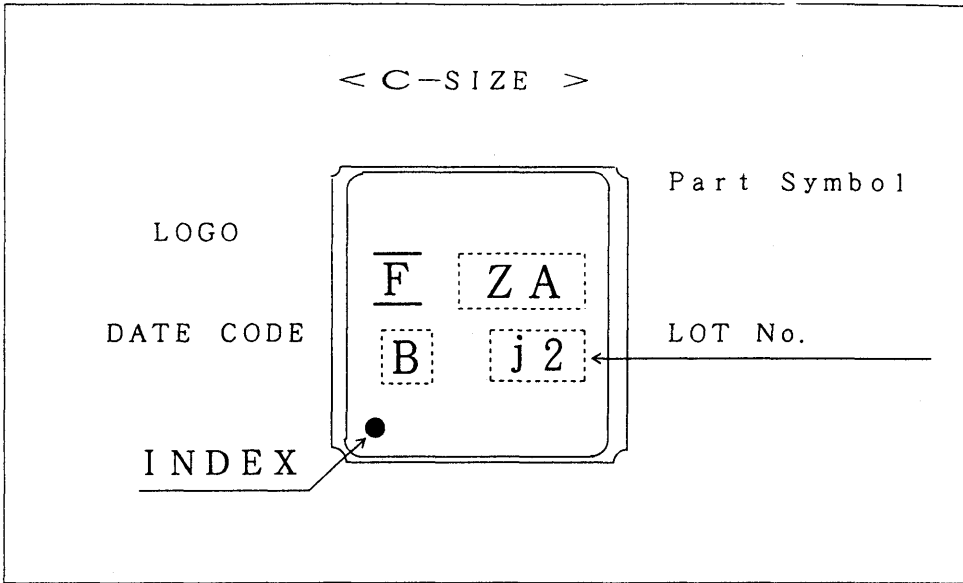 < C-SIZE >
Part Symbol
LOGO
F ZA
DATE CODE
B j2
LOT No.
INDEX